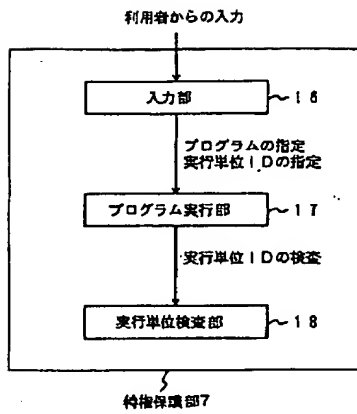 利用者からの入力
入力部
16
プログラムの指定
実行単位IDの指定
プログラム実行部
17
実行単位IDの検査
実行単位検査部
18
特権保護部7